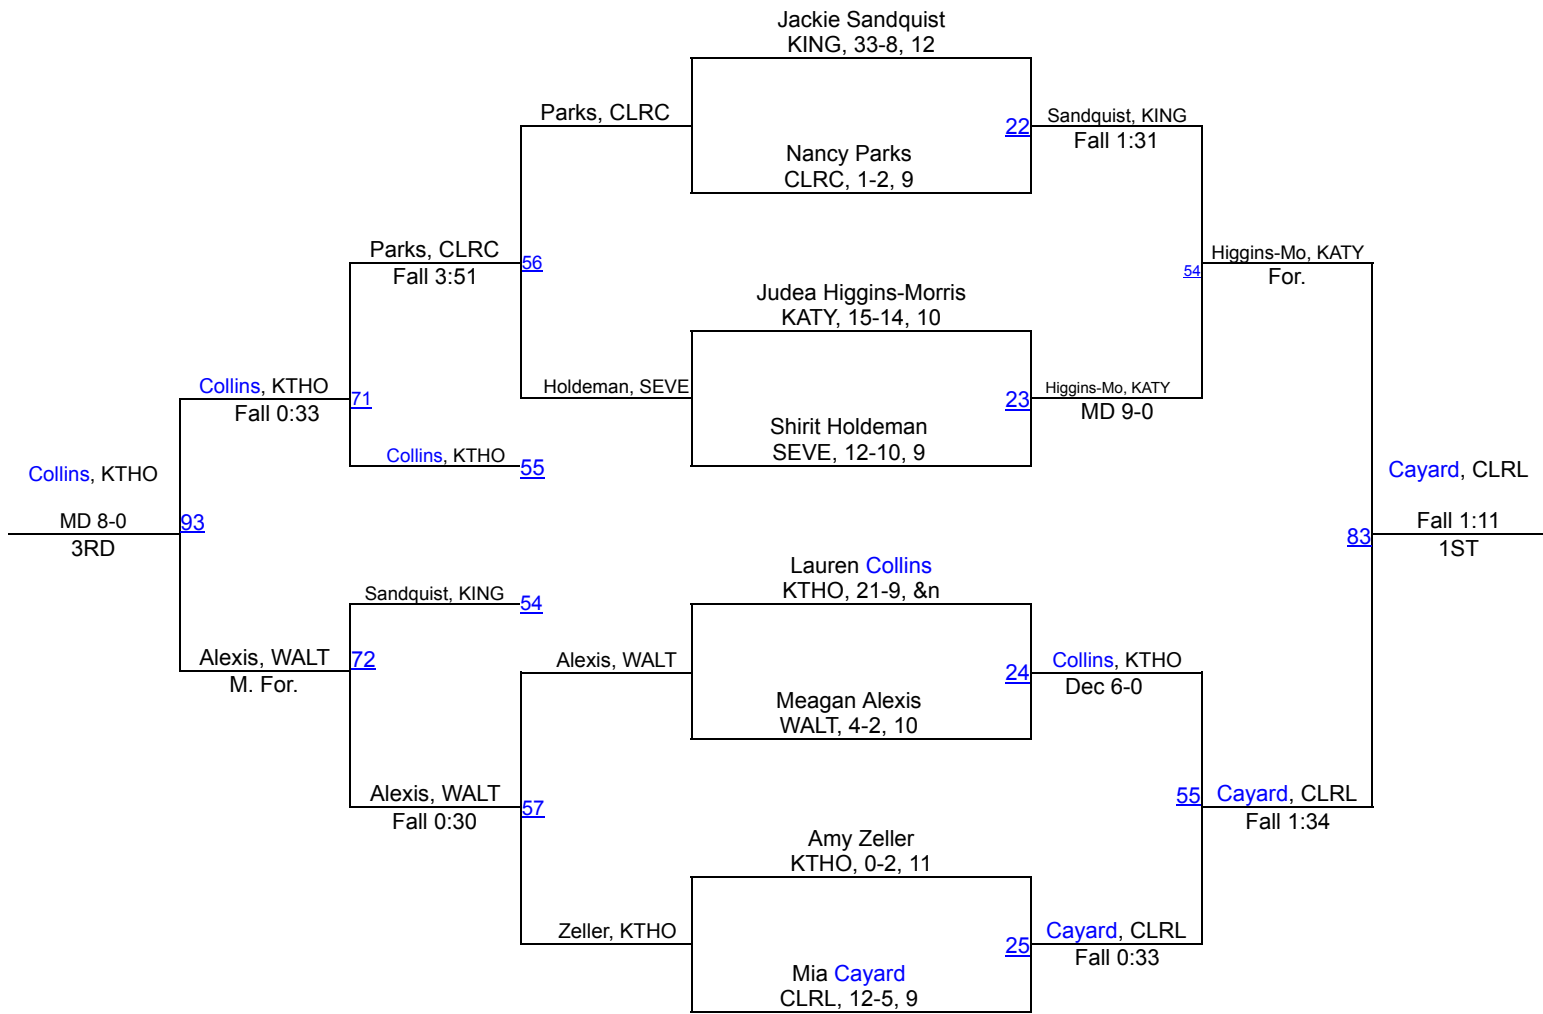 Jackie Sandquist
KING, 33-8, 12
Parks, CLRC
22
Sandquist, KING
Fall 1:31
Nancy Parks
CLRC, 1-2, 9
Parks, CLRC
Fall 3:51
56
54
Higgins-Mo, KATY
For.
Judea Higgins-Morris
KATY, 15-14, 10
Collins, KTHO
Fall 0:33
71
Holdeman, SEVE
23
Higgins-Mo, KATY
MD 9-0
Shirit Holdeman
SEVE, 12-10, 9
Collins, KTHO
55
Collins, KTHO
MD 8-0
3RD
93
Cayard, CLRL
Fall 1:11
1ST
83
Lauren Collins
KTHO, 21-9, &n
Sandquist, KING
54
Alexis, WALT
M. For.
72
Alexis, WALT
24
Collins, KTHO
Dec 6-0
Meagan Alexis
WALT, 4-2, 10
Alexis, WALT
Fall 0:30
57
55
Cayard, CLRL
Fall 1:34
Amy Zeller
KTHO, 0-2, 11
Zeller, KTHO
25
Cayard, CLRL
Fall 0:33
Mia Cayard
CLRL, 12-5, 9